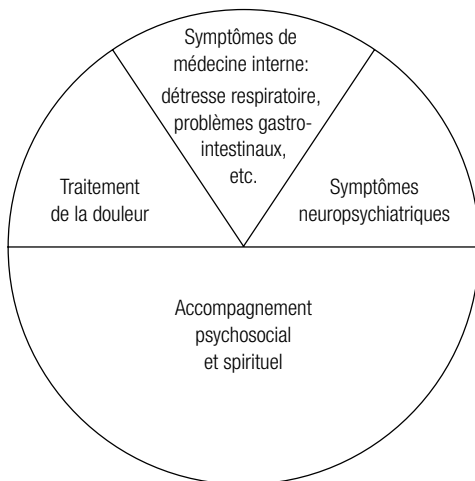 Symptômes de
médecine interne:
détresse respiratoire,
problèmes gastro-
intestinaux,
etc.
Traitement
de la douleur
Symptômes
neuropsychiatriques
Accompagnement
psychosocial
et spirituel